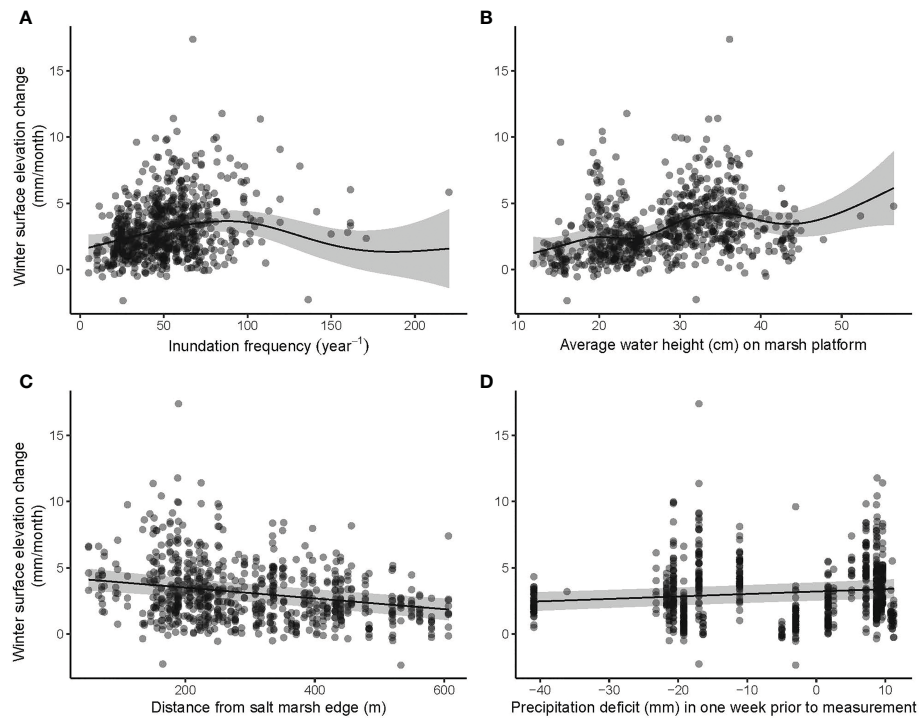 A
Winter surface elevation change
(mm/month)
15
10
5
0
0 50 100 150 200
Inundation frequency (year⁻¹)
B
15
10
5
0
10 20 30 40 50
Average water height (cm) on marsh platform
C
Winter surface elevation change
(mm/month)
15
10
5
0
200 400 600
Distance from salt marsh edge (m)
D
15
10
5
0
−40 −30 −20 −10 0 10
Precipitation deficit (mm) in one week prior to measurement